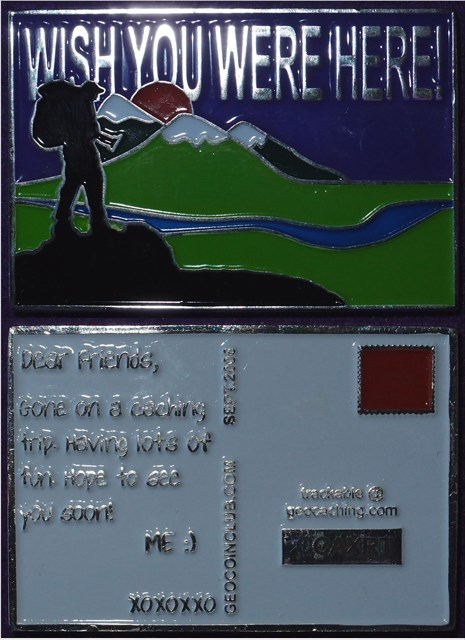 WISH YOU WERE HERE!
Dear Friends,
Gone on a caching
trip. Having lots of
fun. Hope to see
you soon!
ME :)
XOXOXXO
GEOCOINCLUB.COM SEPT.2006
trackable @
geocaching.com